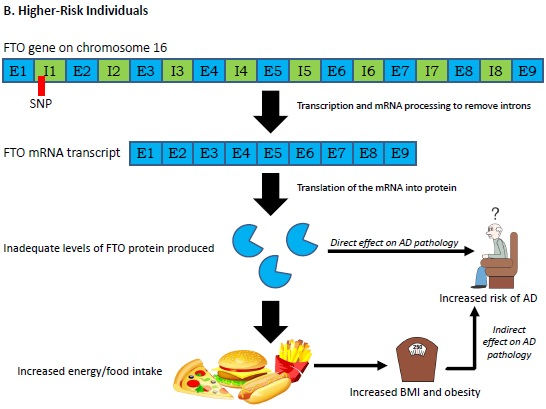 B. Higher-Risk Individuals
FTO gene on chromosome 16
E1 I1 E2 I2 E3 I3 E4 I4 E5 I5 E6 I6 E7 I7 E8 I8 E9
SNP
Transcription and mRNA processing to remove introns
FTO mRNA transcript
E1 E2 E3 E4 E5 E6 E7 E8 E9
Translation of the mRNA into protein
Inadequate levels of FTO protein produced
Direct effect on AD pathology
?
Increased risk of AD
Indirect
effect on AD
pathology
250
Increased energy/food intake
Increased BMI and obesity